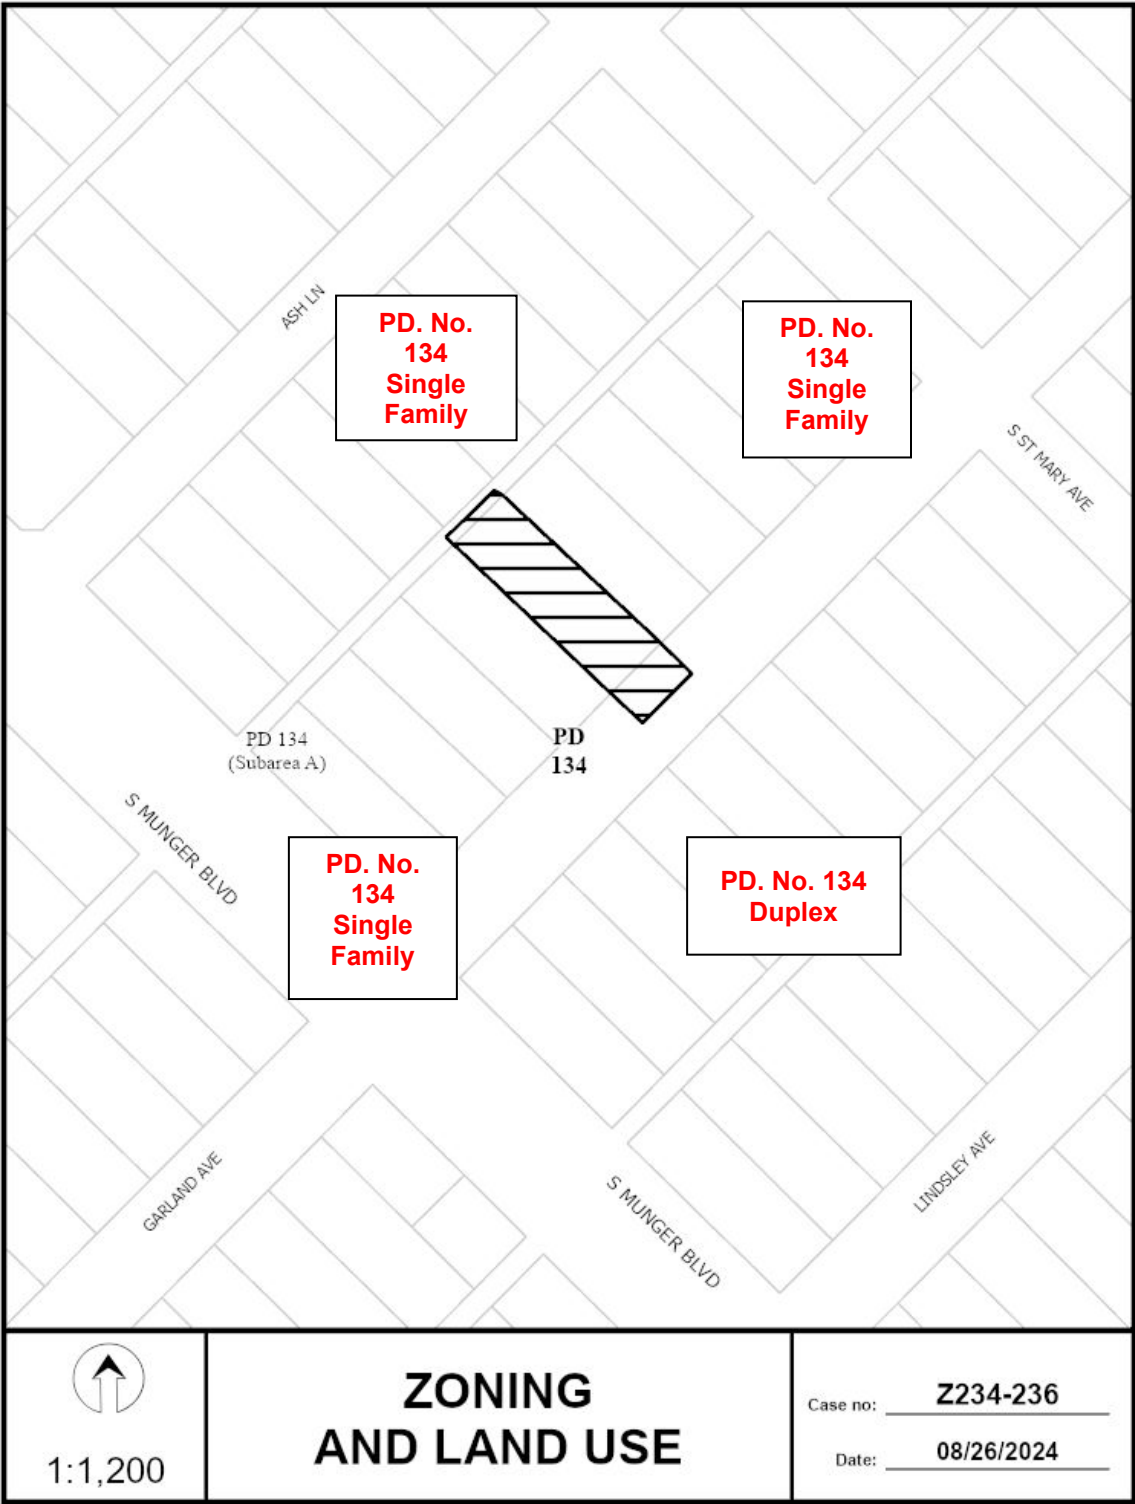 ASH LN
PD. No.
134
Single
Family
PD. No.
134
Single
Family
S ST MARY AVE
PD 134
(Subarea A)
PD
134
S MUNGER BLVD
PD. No.
134
Single
Family
PD. No. 134
Duplex
GARLAND AVE
S MUNGER BLVD
LINDSLEY AVE
1:1,200
ZONING
AND LAND USE
Case no: Z234-236
Date: 08/26/2024